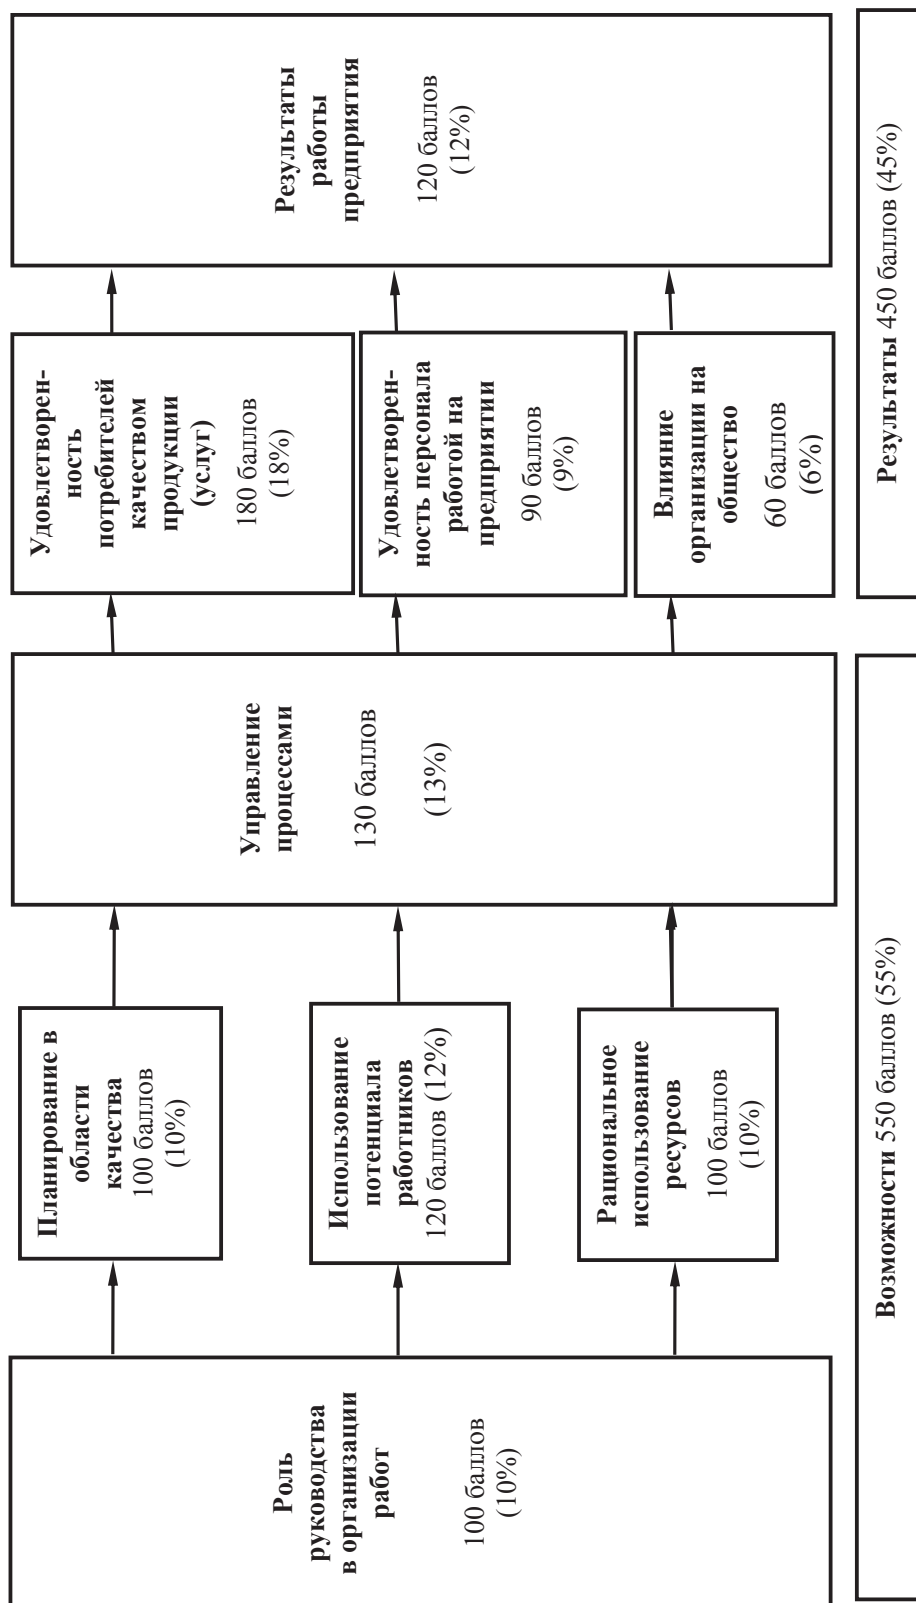 Роль
руководства
в организации
работ
100 баллов
(10%)
Планирование в
области
качества
100 баллов
(10%)
Использование
потенциала
работников
120 баллов (12%)
Рациональное
использование
ресурсов
100 баллов
(10%)
Управление
процессами
130 баллов
(13%)
Удовлетворен-
ность
потребителей
качеством
продукции
(услуг)
180 баллов
(18%)
Удовлетворен-
ность персонала
работой на
предприятии
90 баллов
(9%)
Влияние
организации на
общество
60 баллов
(6%)
Результаты
работы
предприятия
120 баллов
(12%)
Возможности 550 баллов (55%)
Результаты 450 баллов (45%)